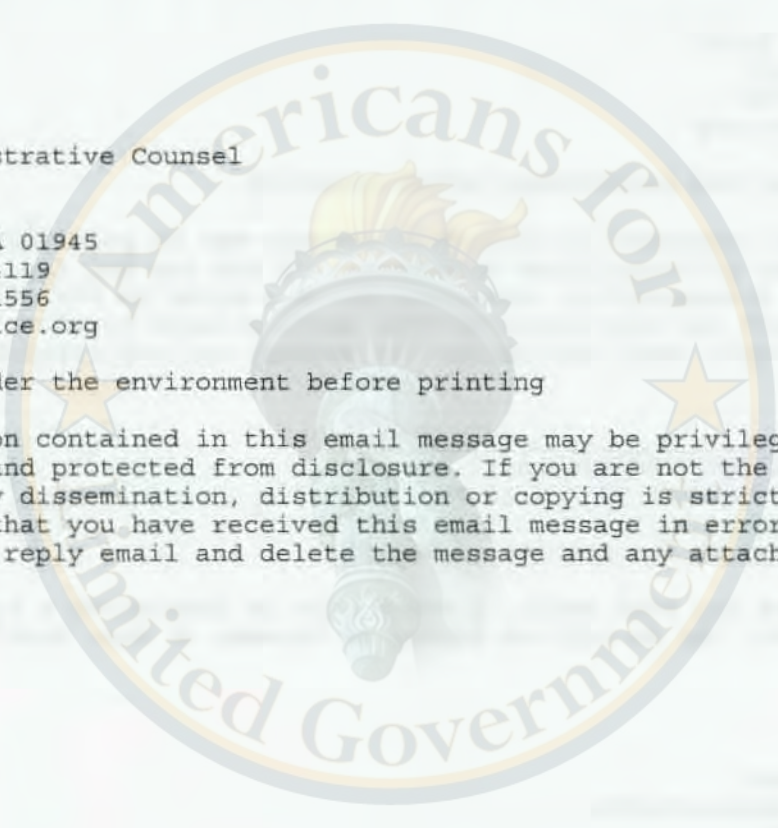 Americans for
Limited Government
strative Counsel
01945
119
556
ce.org
der the environment before printing
on contained in this email message may be privileg
nd protected from disclosure. If you are not the
dissemination, distribution or copying is strict
that you have received this email message in error
reply email and delete the message and any attach